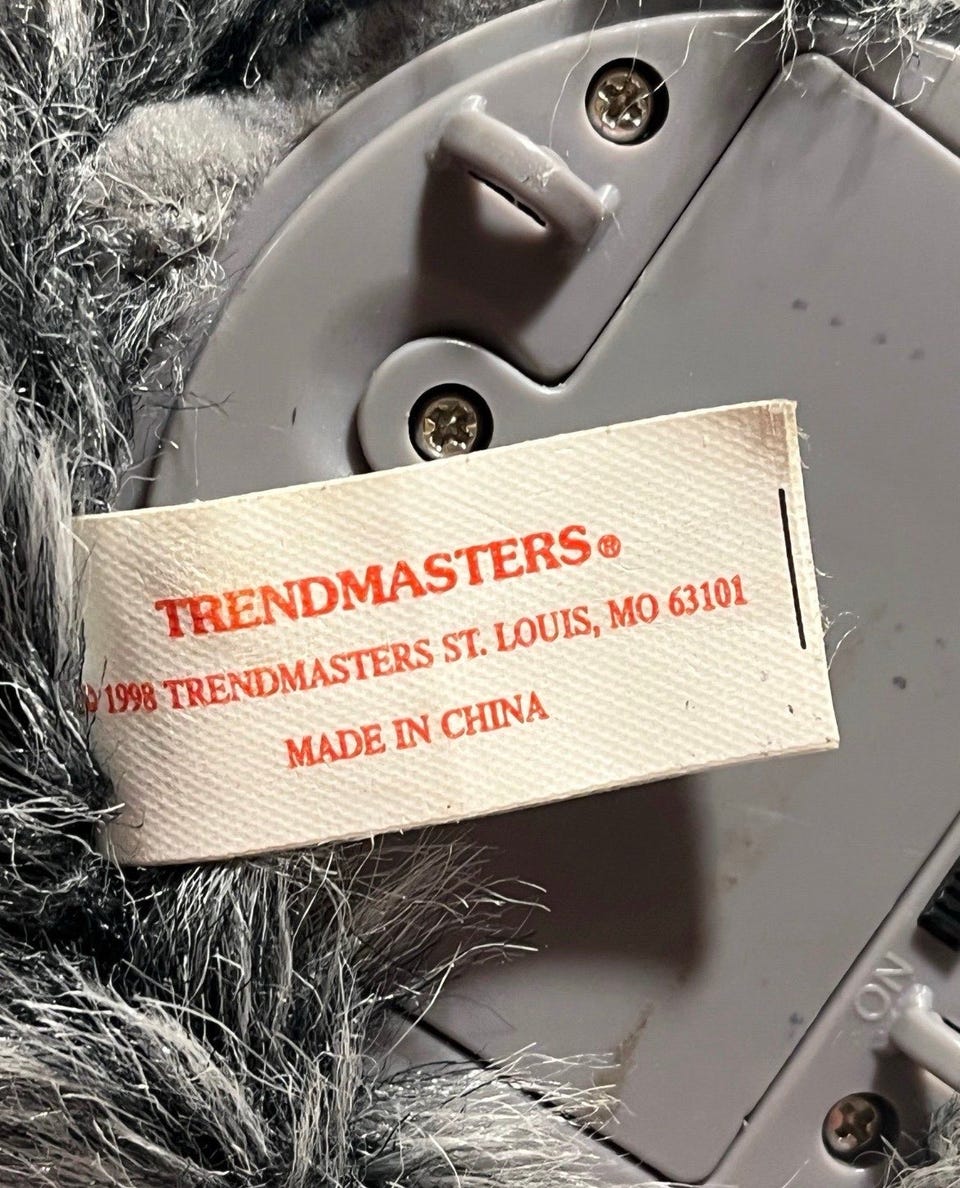 TRENDMASTERS®
© 1998 TRENDMASTERS ST. LOUIS, MO 63101
MADE IN CHINA
ON